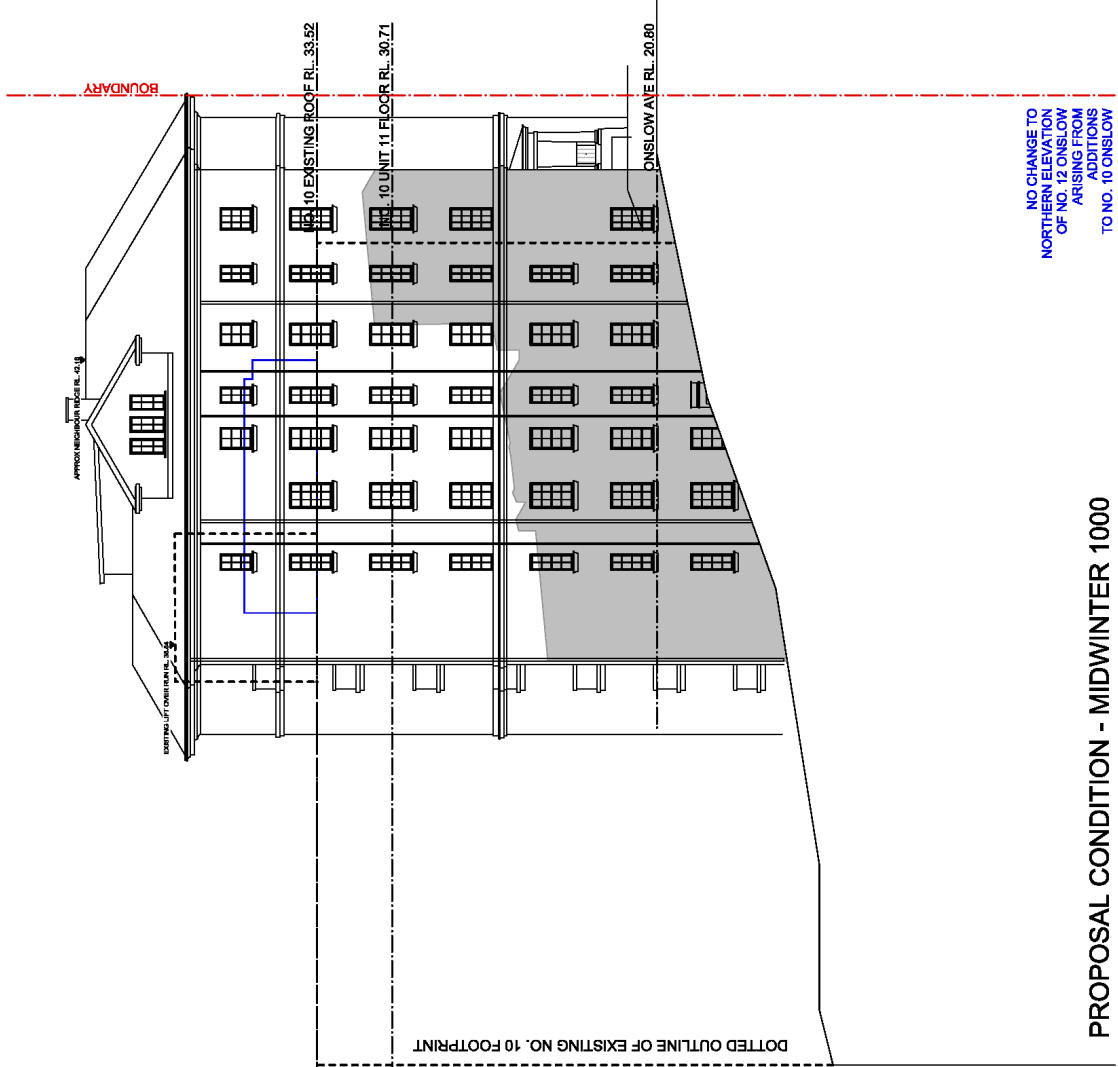 BOUNDARY
NO. 10 EXISTING ROOF RL. 33.52
NO. 10 UNIT 11 FLOOR RL. 30.71
ONSLOW AVE RL. 20.80
APPROX NEIGHBOUR RIDGE RL. 42.18
EXISTING LIFT OVER RUN RL.
NO CHANGE TO
NORTHERN ELEVATION
OF NO. 12 ONSLOW
ARISING FROM
ADDITIONS
TO NO. 10 ONSLOW
DOTTED OUTLINE OF EXISTING NO. 10 FOOTPRINT
PROPOSAL CONDITION - MIDWINTER 1000